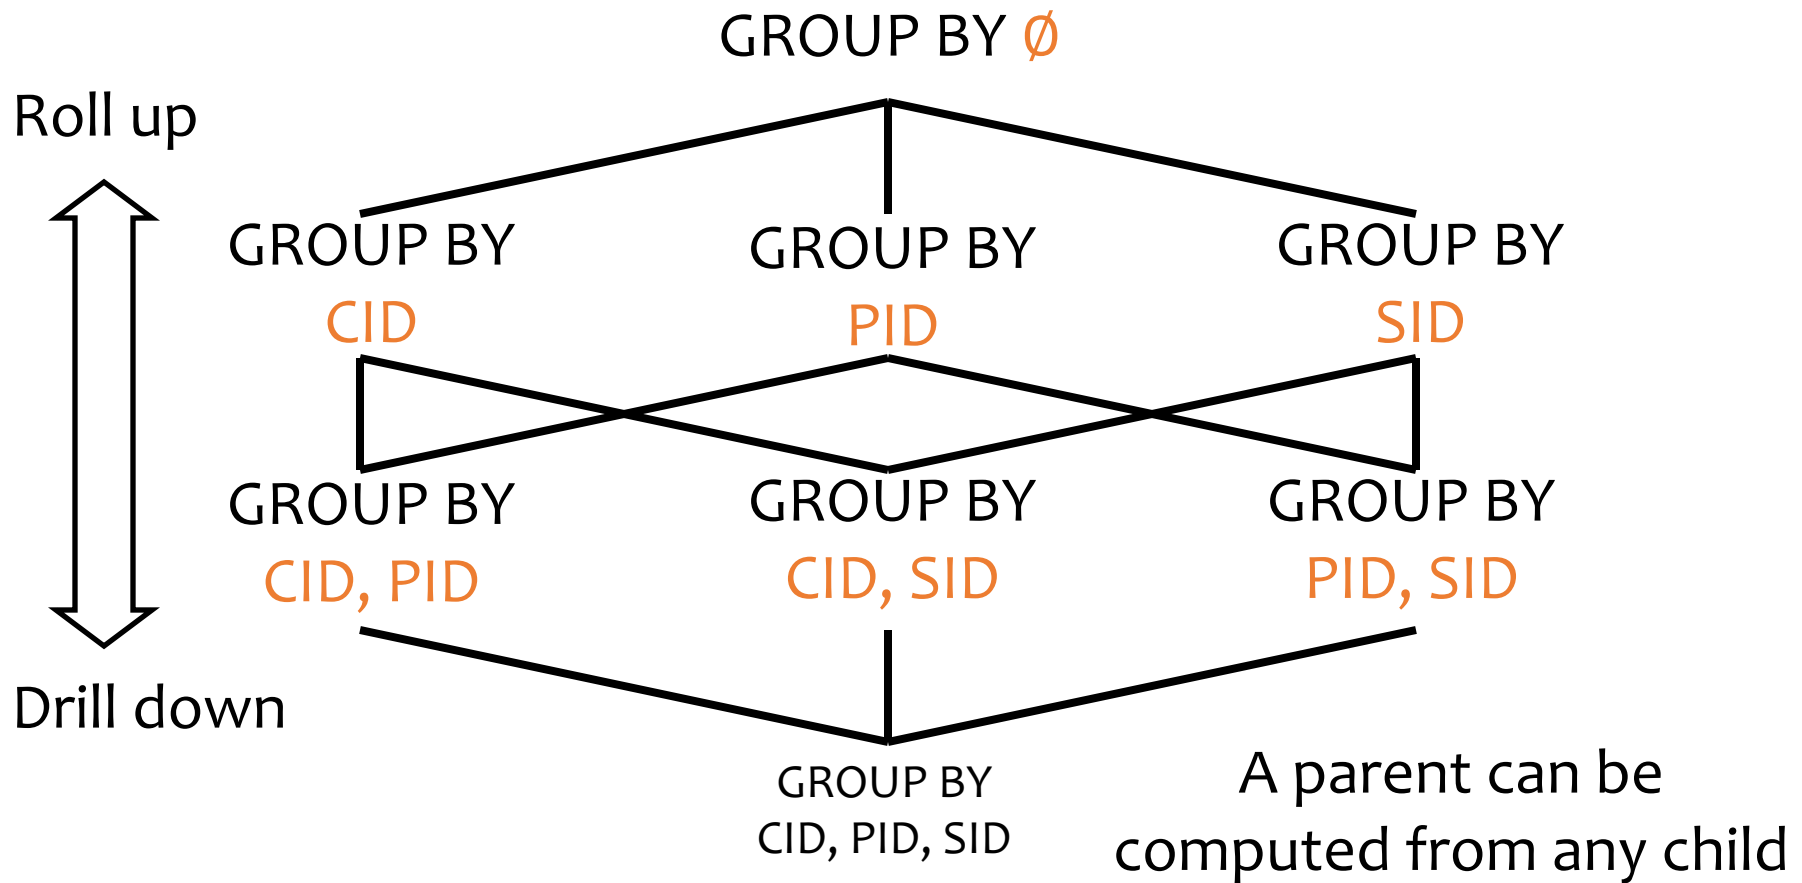 GROUP BY Ø
Roll up
GROUP BY
CID
GROUP BY
PID
GROUP BY
SID
GROUP BY
CID, PID
GROUP BY
CID, SID
GROUP BY
PID, SID
Drill down
GROUP BY
CID, PID, SID
A parent can be
computed from any child